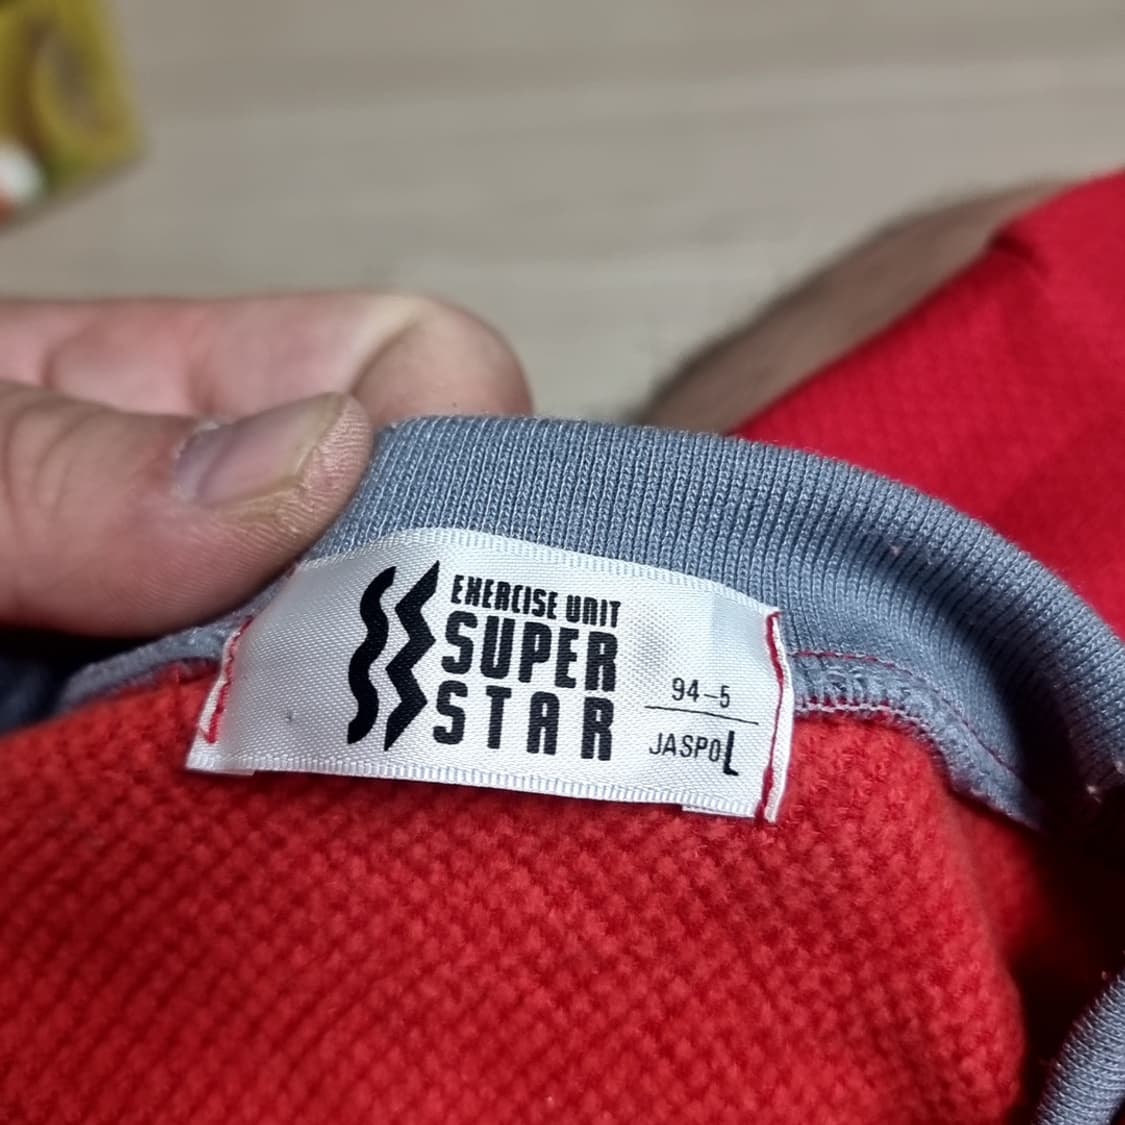 EXERCISE UNIT
SUPER
STAR
94-5
JASPO L